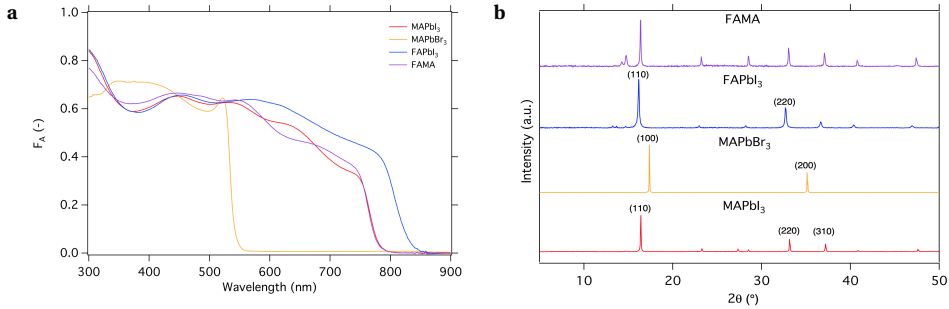 a
1.0
0.8
0.6
0.4
0.2
0.0
F_A (-)
300
400
500
600
700
800
900
Wavelength (nm)
MAPbI₃
MAPbBr₃
FAPbI₃
FAMA
b
Intensity (a.u.)
FAMA
FAPbI₃
(110)
(220)
MAPbBr₃
(100)
(200)
MAPbI₃
(110)
(220)
(310)
10
20
30
40
50
2θ (°)